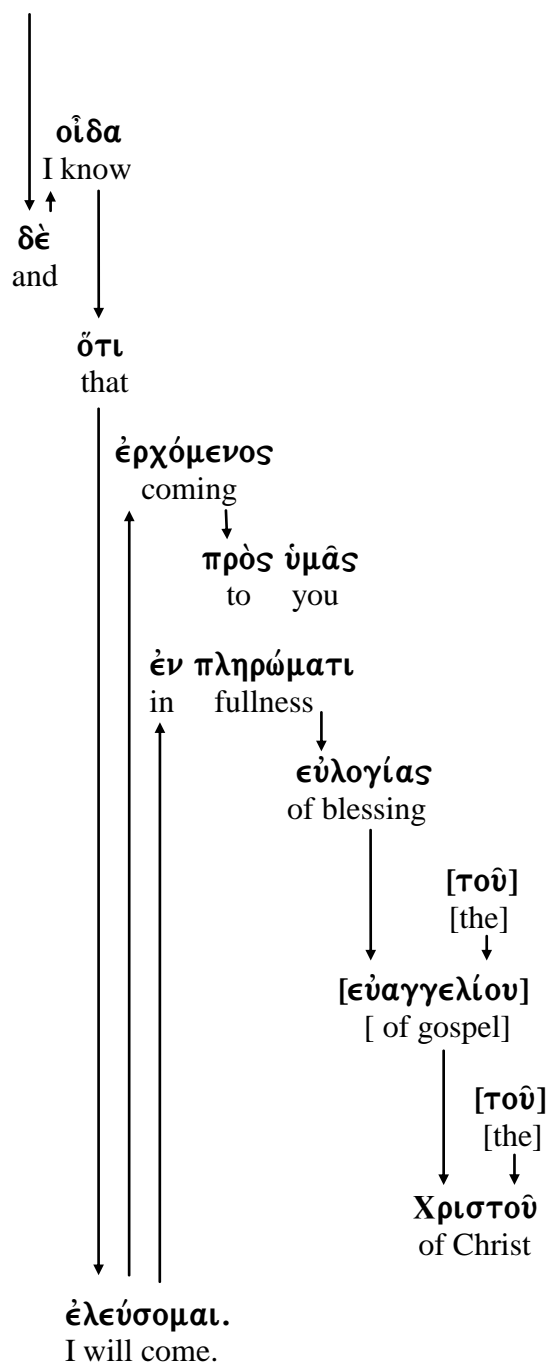 οἶδα
I know
δὲ
and
ὅτι
that
ἐρχόμενος
coming
πρὸς ὑμᾶς
to you
ἐν πληρώματι
in fullness
εὐλογίας
of blessing
[τοῦ]
[the]
[εὐαγγελίου]
[ of gospel]
[τοῦ]
[the]
Χριστοῦ
of Christ
ἐλεύσομαι.
I will come.